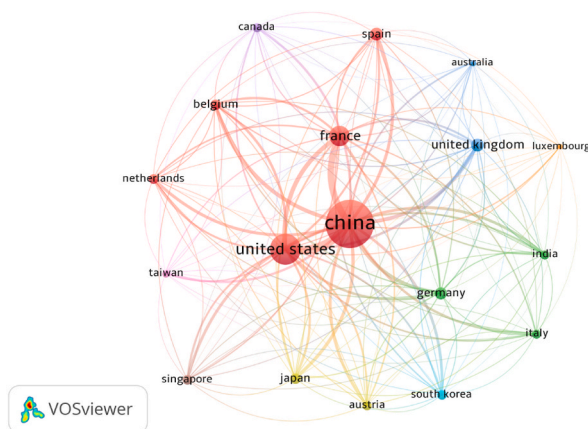 canada
spain
australia
belgium
france
united kingdom
luxembourg
netherlands
china
united states
india
taiwan
germany
italy
singapore
japan
south korea
austria
VOSviewer